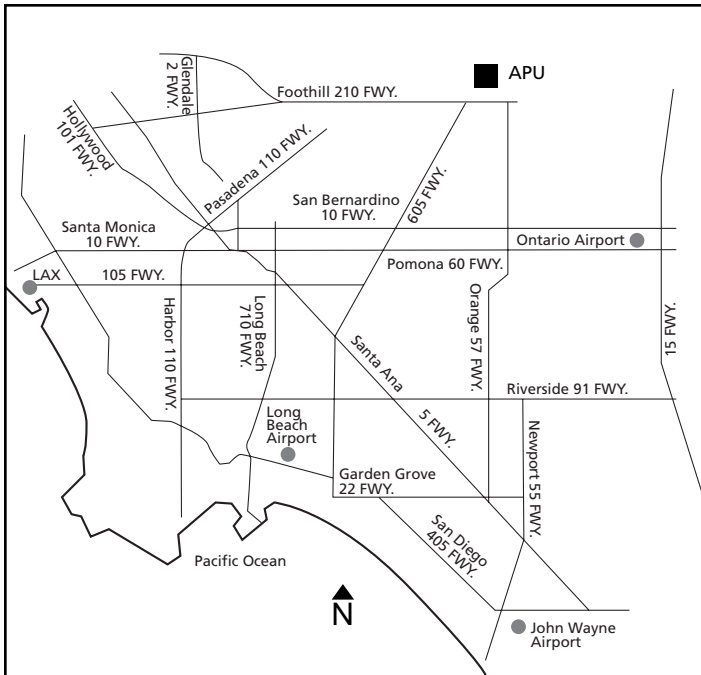 Glendale
2 FWY.
APU
Foothill 210 FWY.
Hollywood
101 FWY.
Pasadena 110 FWY.
San Bernardino
10 FWY.
605 FWY.
Santa Monica
10 FWY.
Ontario Airport
Pomona 60 FWY.
LAX
105 FWY.
Harbor 110 FWY.
Long Beach
710 FWY.
Santa Ana
5 FWY.
Orange 57 FWY.
15 FWY.
Riverside 91 FWY.
Long
Beach
Airport
Newport 55 FWY.
Garden Grove
22 FWY.
San Diego
405 FWY.
Pacific Ocean
N
John Wayne
Airport